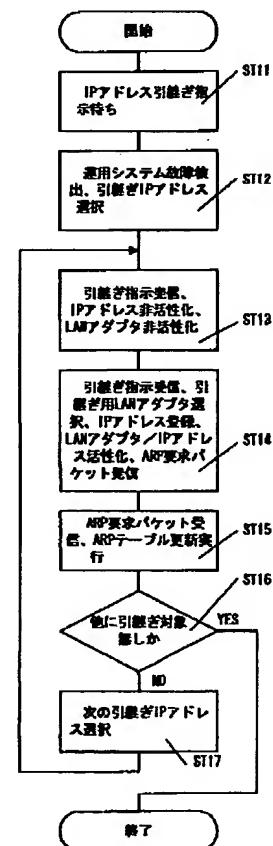 開始
IPアドレス引継ぎ指
示待ち
ST11
運用システム故障検
出、引継ぎIPアドレス
選択
ST12
引継ぎ指示受信、
IPアドレス非活性化、
LANアダプタ非活性化
ST13
引継ぎ指示受信、引
継ぎ用LANアダプタ選
択、IPアドレス登録、
LANアダプタ/IPアドレ
ス活性化、ARP要求パ
ケット発信
ST14
ARP要求パケット受
信、ARPテーブル更新実
行
ST15
他に引継ぎ対象
無しか
ST16
YES
NO
次の引継ぎIPアドレ
ス選択
ST17
終了